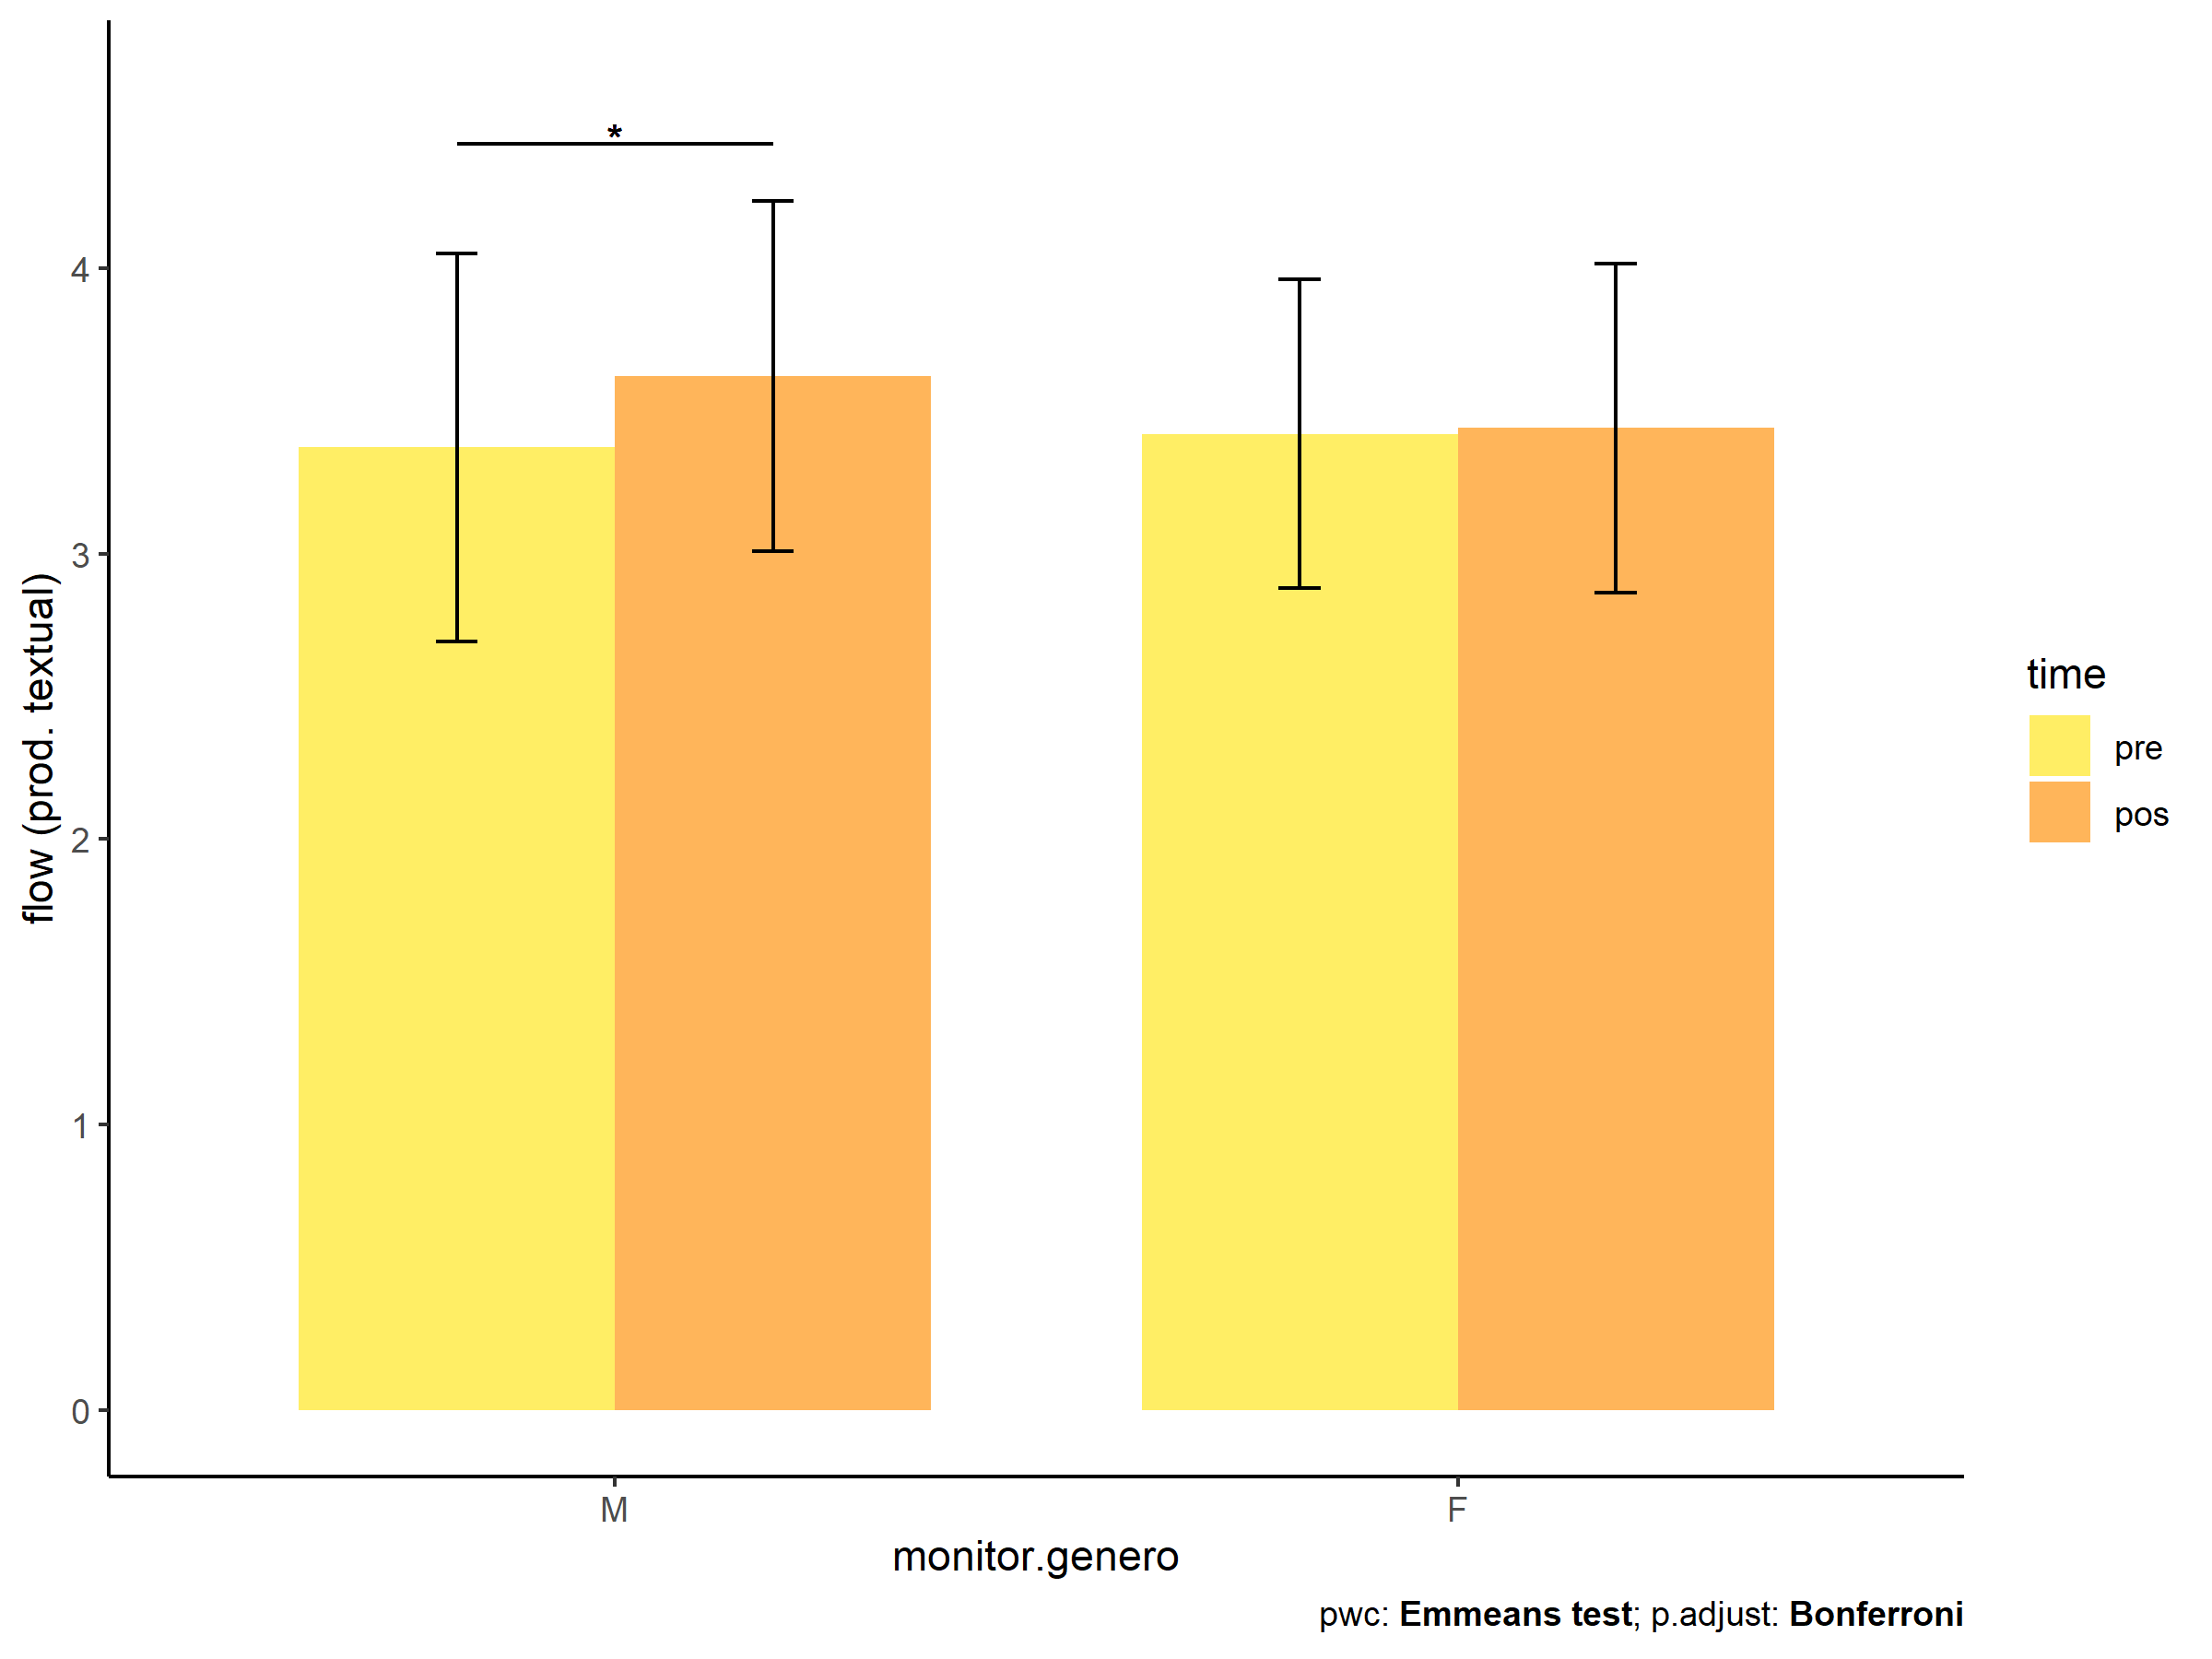 *
4
3
2
1
0
flow (prod. textual)
M
F
monitor.genero
time
pre
pos
pwc: Emmeans test; p.adjust: Bonferroni